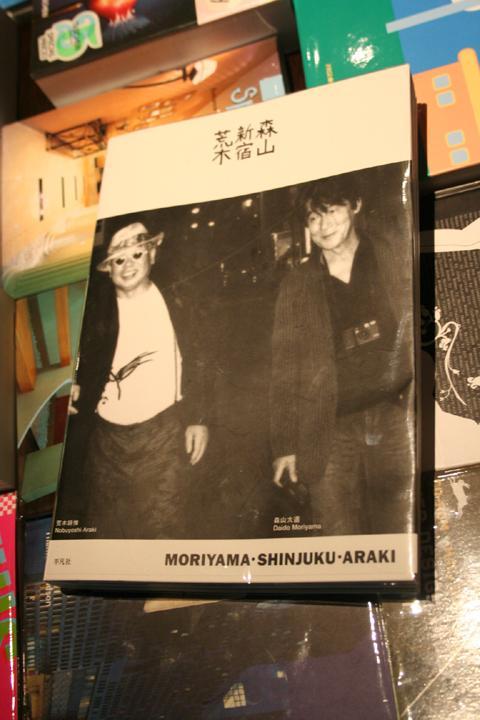 森山
新宿
荒木
荒木経惟
Nobuyoshi Araki
森山大道
Daido Moriyama
平凡社
MORIYAMA·SHINJUKU·ARAKI